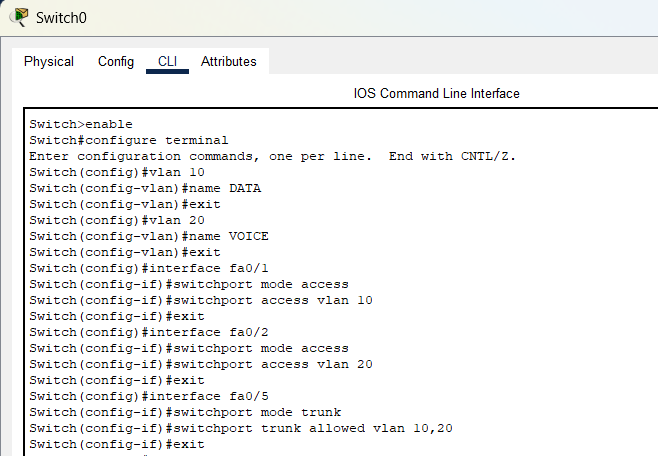 Switch0
Physical Config CLI Attributes
IOS Command Line Interface
Switch>enable
Switch#configure terminal
Enter configuration commands, one per line.  End with CNTL/Z.
Switch(config)#vlan 10
Switch(config-vlan)#name DATA
Switch(config-vlan)#exit
Switch(config)#vlan 20
Switch(config-vlan)#name VOICE
Switch(config-vlan)#exit
Switch(config)#interface fa0/1
Switch(config-if)#switchport mode access
Switch(config-if)#switchport access vlan 10
Switch(config-if)#exit
Switch(config)#interface fa0/2
Switch(config-if)#switchport mode access
Switch(config-if)#switchport access vlan 20
Switch(config-if)#exit
Switch(config)#interface fa0/5
Switch(config-if)#switchport mode trunk
Switch(config-if)#switchport trunk allowed vlan 10,20
Switch(config-if)#exit